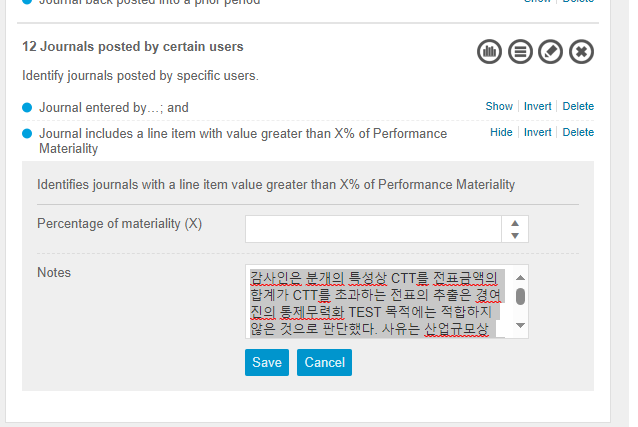 Journal back posted into a prior period Show Delete
12 Journals posted by certain users
Identify journals posted by specific users.
Journal entered by…; and Show Invert Delete
Journal includes a line item with value greater than X% of Performance Hide Invert Delete
Materiality
Identifies journals with a line item value greater than X% of Performance Materiality
Percentage of materiality (X)
Notes
감사인은 분개의 특성상 CTT를 전표금액의
합계가 CTT를 초과하는 전표의 추출은 경여
진의 통제무력화 TEST 목적에는 적합하지
않은 것으로 판단했다. 사유는 산업규모상
Save Cancel